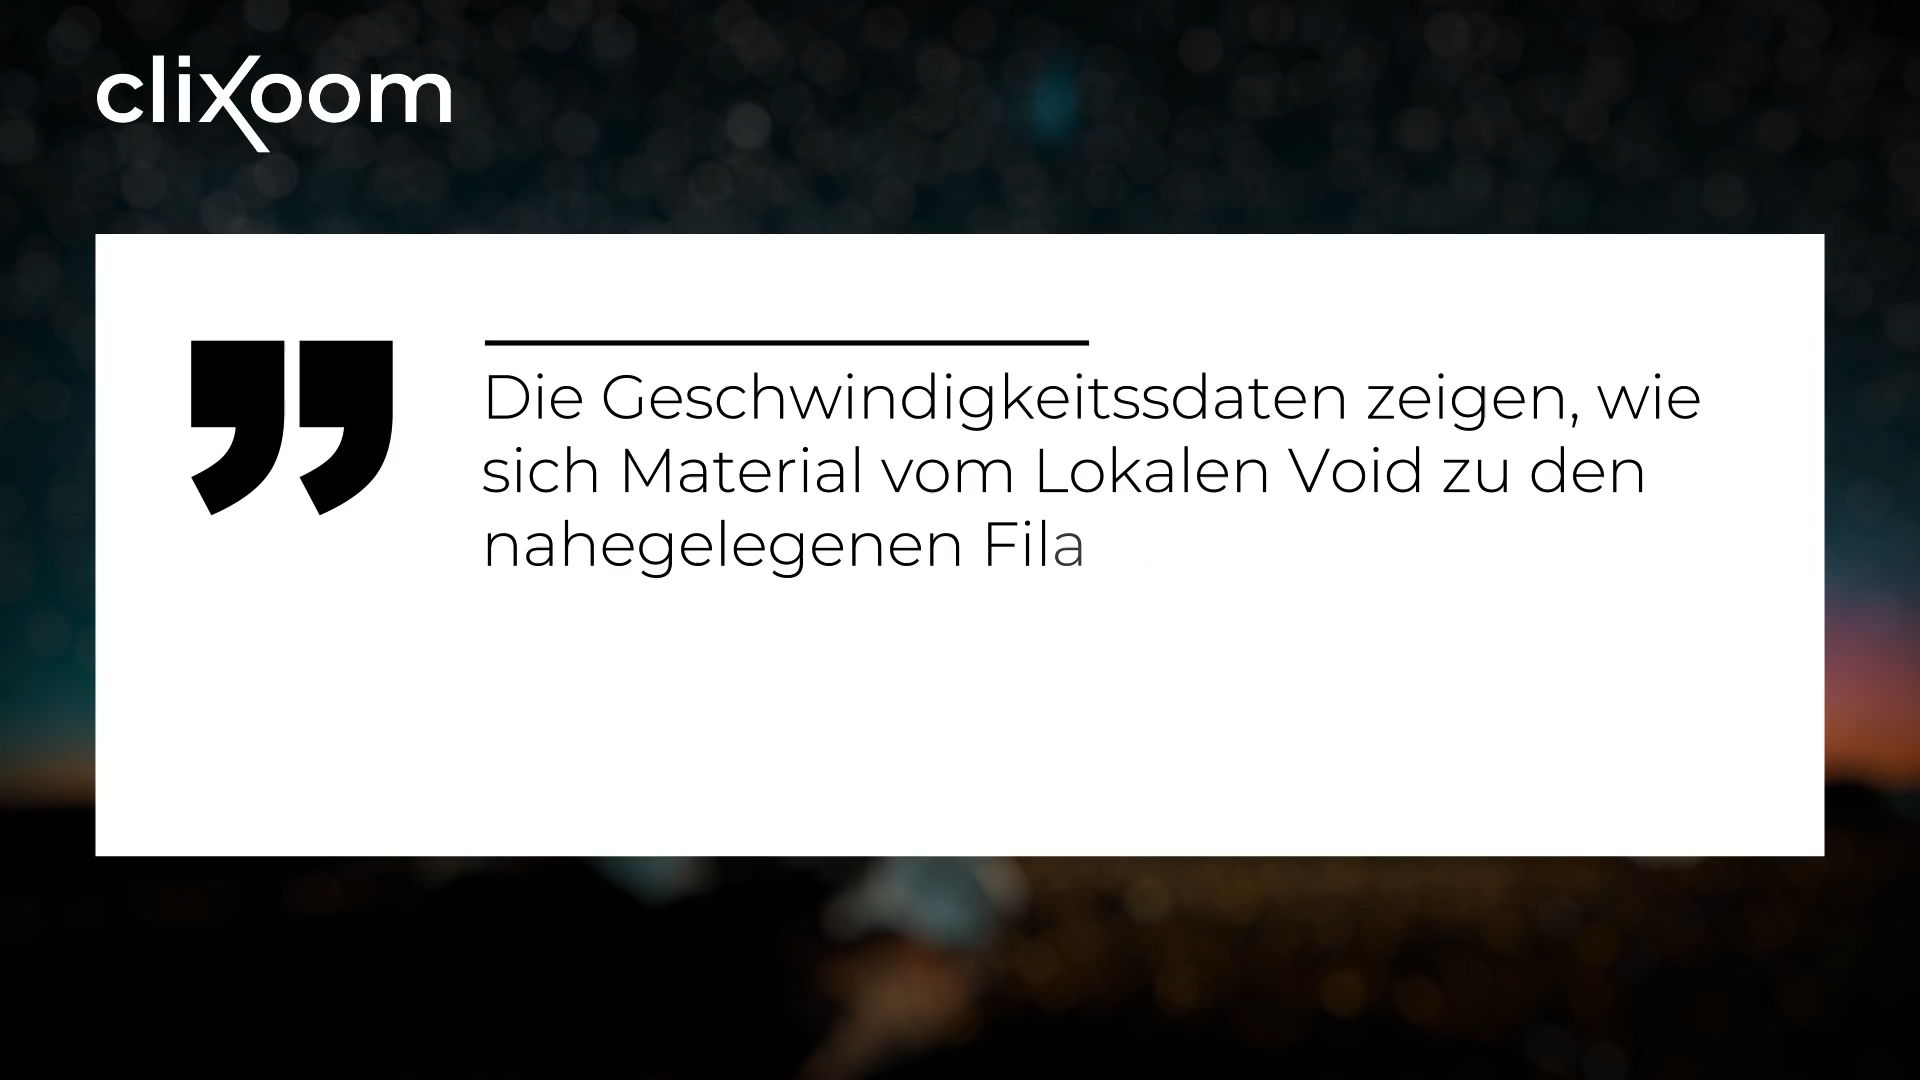 clixoom
Die Geschwindigkeitssdaten zeigen, wie
sich Material vom Lokalen Void zu den
nahegelegenen Fila